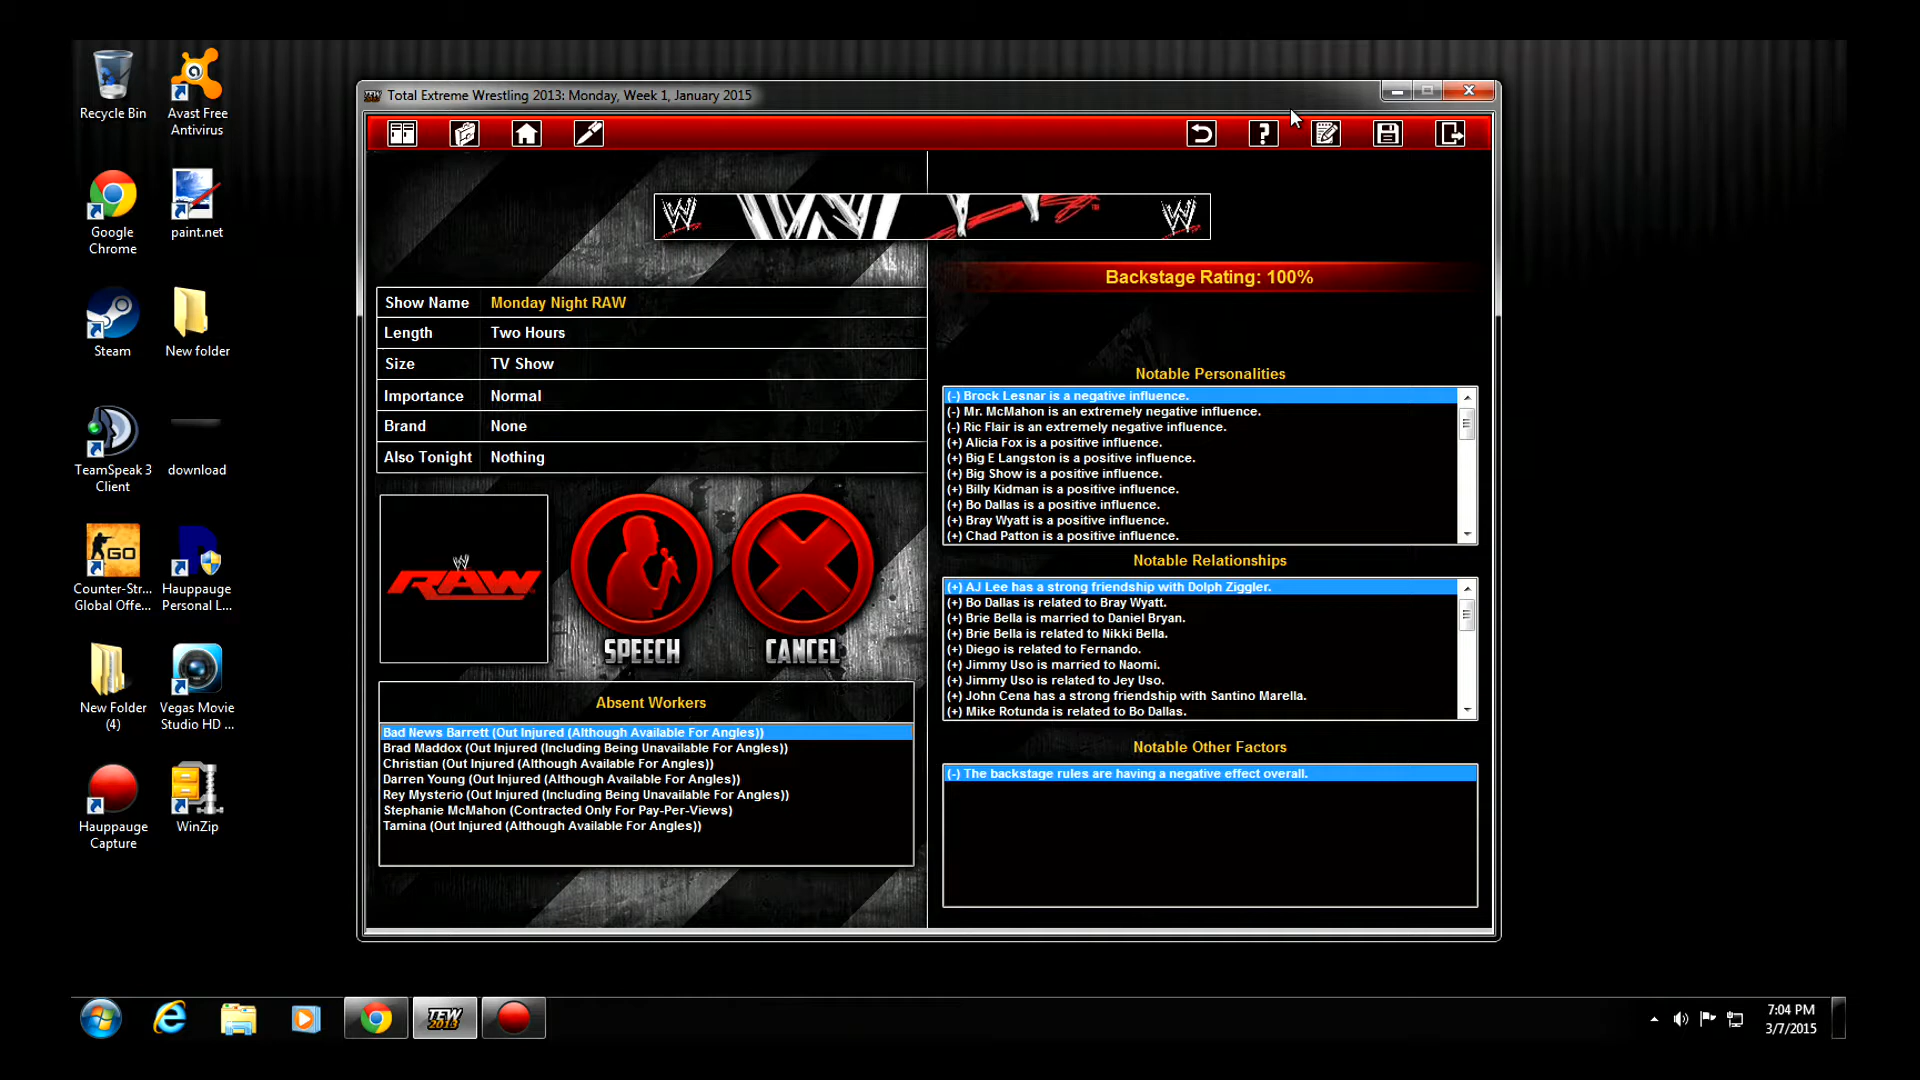 Recycle Bin
Avast Free
Antivirus
Google
Chrome
paint.net
Steam
New folder
TeamSpeak 3
Client
download
GO
Counter-Str...
Global Offe...
Hauppauge
Personal L...
New Folder
(4)
Vegas Movie
Studio HD ...
Hauppauge
Capture
WinZip
Total Extreme Wrestling 2013: Monday, Week 1, January 2015
Backstage Rating: 100%
Show Name Monday Night RAW
Length Two Hours
Size TV Show
Importance Normal
Brand None
Also Tonight Nothing
RAW
SPEECH
CANCEL
Absent Workers
Bad News Barrett (Out Injured (Although Available For Angles))
Brad Maddox (Out Injured (Including Being Unavailable For Angles))
Christian (Out Injured (Although Available For Angles))
Darren Young (Out Injured (Although Available For Angles))
Rey Mysterio (Out Injured (Including Being Unavailable For Angles))
Stephanie McMahon (Contracted Only For Pay-Per-Views)
Tamina (Out Injured (Although Available For Angles))
Notable Personalities
(-) Brock Lesnar is a negative influence.
(-) Mr. McMahon is an extremely negative influence.
(-) Ric Flair is an extremely negative influence.
(+) Alicia Fox is a positive influence.
(+) Big E Langston is a positive influence.
(+) Big Show is a positive influence.
(+) Billy Kidman is a positive influence.
(+) Bo Dallas is a positive influence.
(+) Bray Wyatt is a positive influence.
(+) Chad Patton is a positive influence.
Notable Relationships
(+) AJ Lee has a strong friendship with Dolph Ziggler.
(+) Bo Dallas is related to Bray Wyatt.
(+) Brie Bella is married to Daniel Bryan.
(+) Brie Bella is related to Nikki Bella.
(+) Diego is related to Fernando.
(+) Jimmy Uso is married to Naomi.
(+) Jimmy Uso is related to Jey Uso.
(+) John Cena has a strong friendship with Santino Marella.
(+) Mike Rotunda is related to Bo Dallas.
Notable Other Factors
(-) The backstage rules are having a negative effect overall.
TEW
2013
7:04 PM
3/7/2015